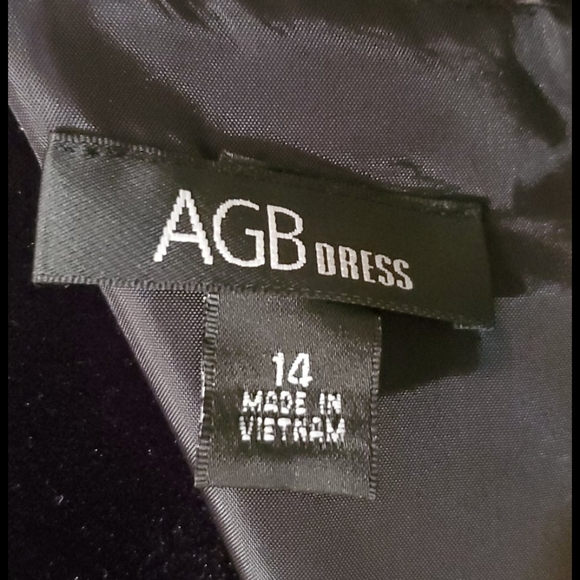 AGB DRESS
14
MADE IN
VIETNAM